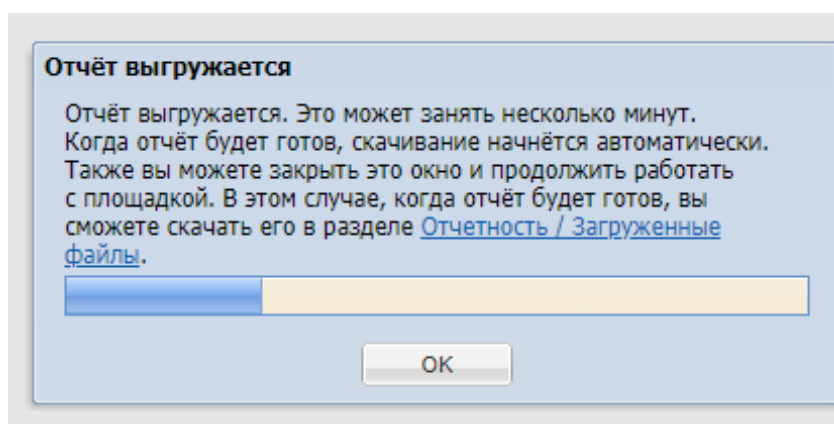 Отчёт выгружается
Отчёт выгружается. Это может занять несколько минут.
Когда отчёт будет готов, скачивание начнётся автоматически.
Также вы можете закрыть это окно и продолжить работать
с площадкой. В этом случае, когда отчёт будет готов, вы
сможете скачать его в разделе Отчетность / Загруженные
файлы.
ОК